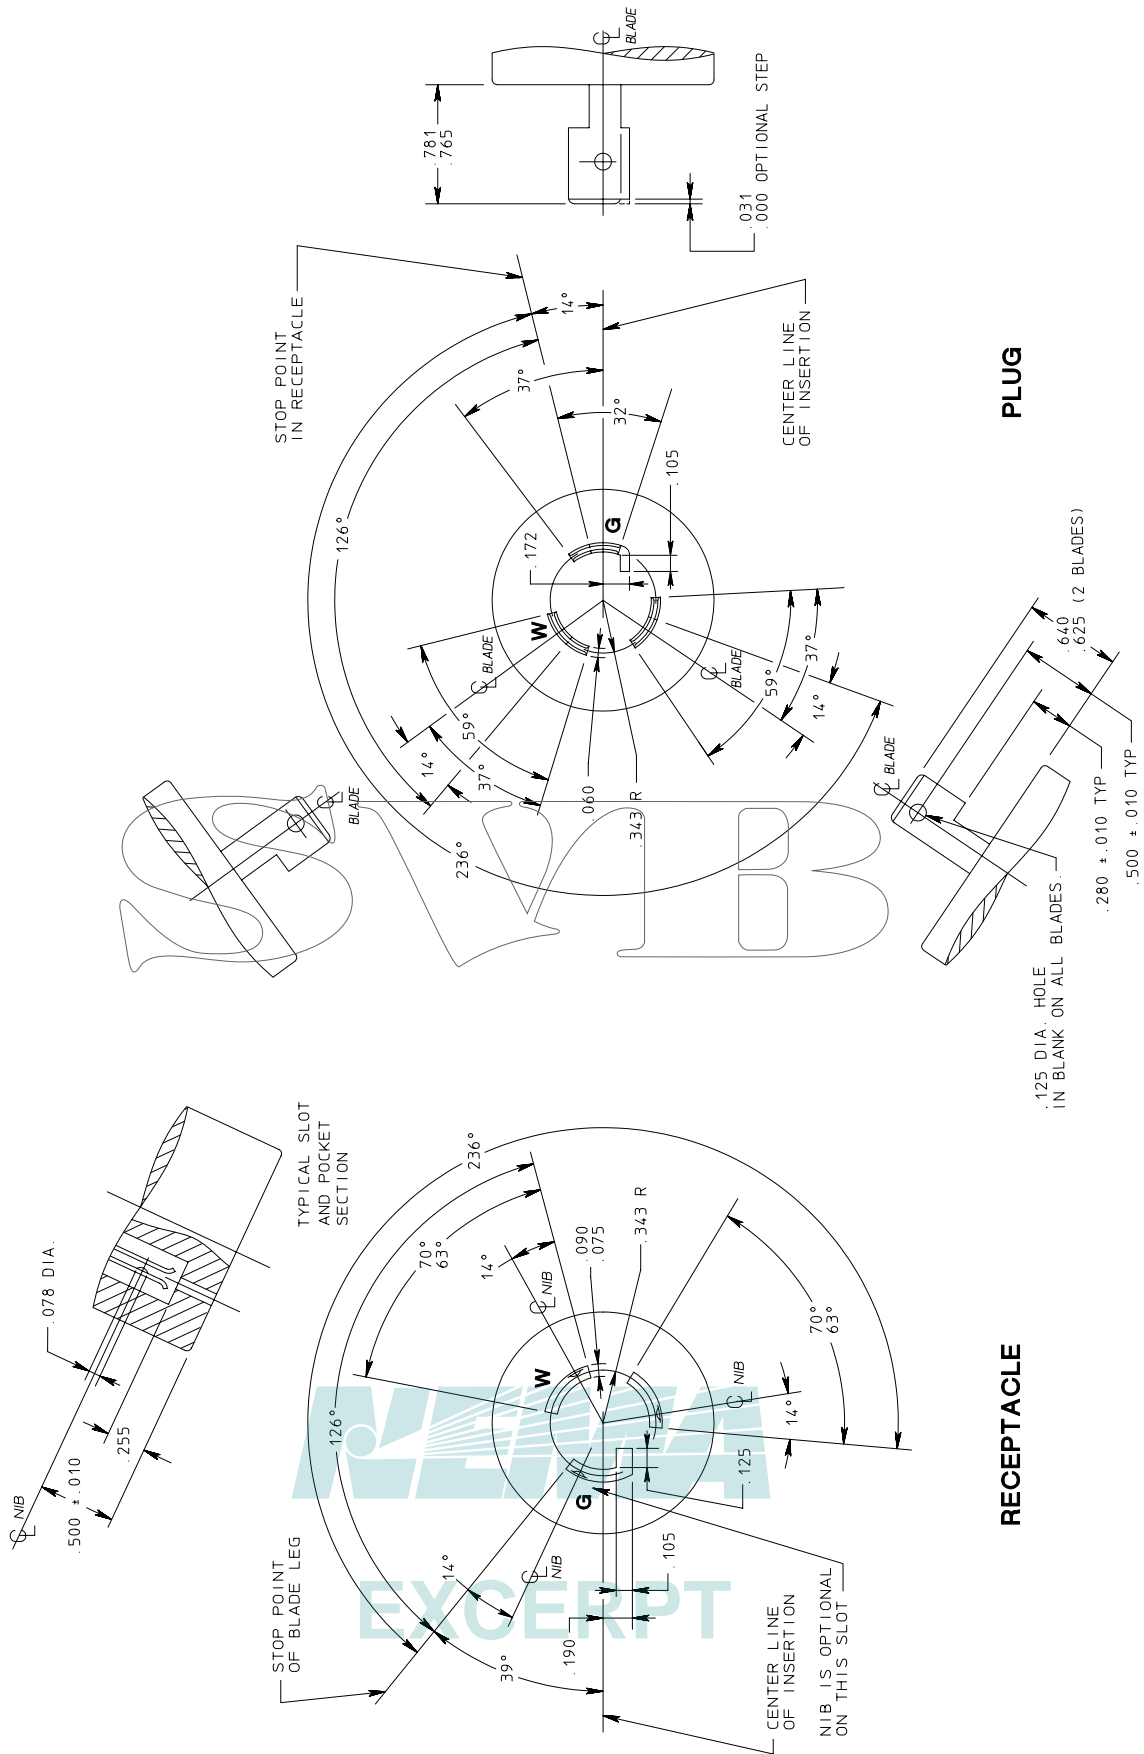 ℄ NIB
.500 ±.010
.255
.078 DIA.
TYPICAL SLOT
AND POCKET
SECTION
STOP POINT
OF BLADE LEG
39°
14°
℄ NIB
126°
70°
63°
236°
14°
℄ NIB
.090
.075
.343 R
W
G
70°
63°
14°
℄ NIB
.125
.105
.190
CENTER LINE
OF INSERTION
NIB IS OPTIONAL
ON THIS SLOT
RECEPTACLE
NEMA
EXCERPT
℄ BLADE
SVB
236°
126°
14°
37°
59°
℄ BLADE
W
.172
G
.060
.343 R
STOP POINT
IN RECEPTACLE
37°
14°
32°
.105
CENTER LINE
OF INSERTION
℄ BLADE
59°
37°
14°
.781
.765
℄ BLADE
.031
.000 OPTIONAL STEP
℄ BLADE
.125 DIA. HOLE
IN BLANK ON ALL BLADES.
.640
.625 (2 BLADES)
.280 ±.010 TYP
.500 ±.010 TYP
PLUG